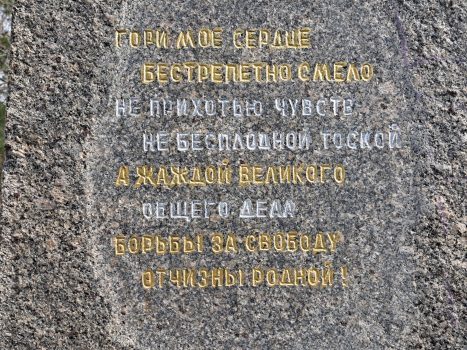 ГОРИ МОЕ СЕРДЦЕ
БЕСТРЕПЕТНО СМЕЛО
НЕ ПРИХОТЬЮ ЧУВСТВ
НЕ БЕСПЛОДНОЙ ТОСКОЙ
А ЖАЖДОЙ ВЕЛИКОГО
ОБЩЕГО ДЕЛА
БОРЬБЫ ЗА СВОБОДУ
ОТЧИЗНЫ РОДНОЙ!